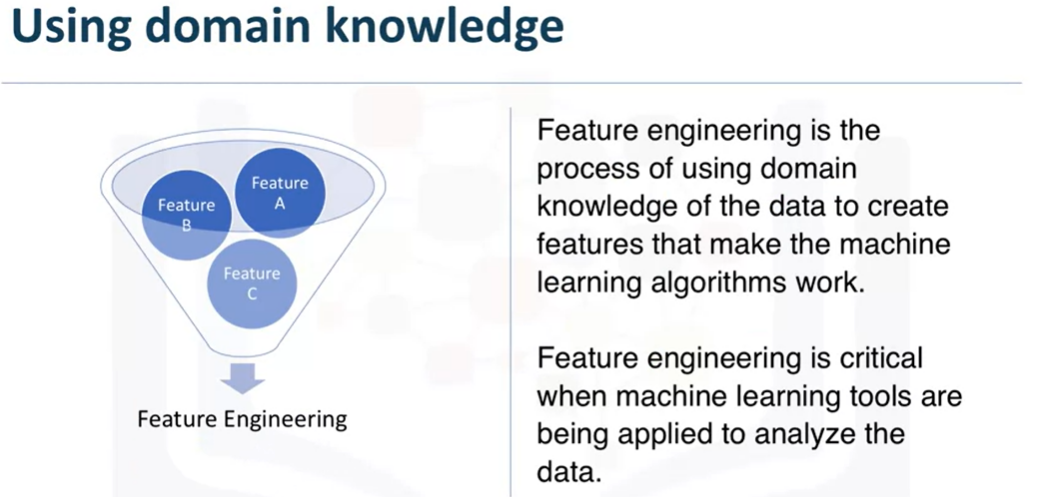 Using domain knowledge
Feature
A
Feature
B
Feature
C
Feature Engineering
Feature engineering is the
process of using domain
knowledge of the data to create
features that make the machine
learning algorithms work.
Feature engineering is critical
when machine learning tools are
being applied to analyze the
data.